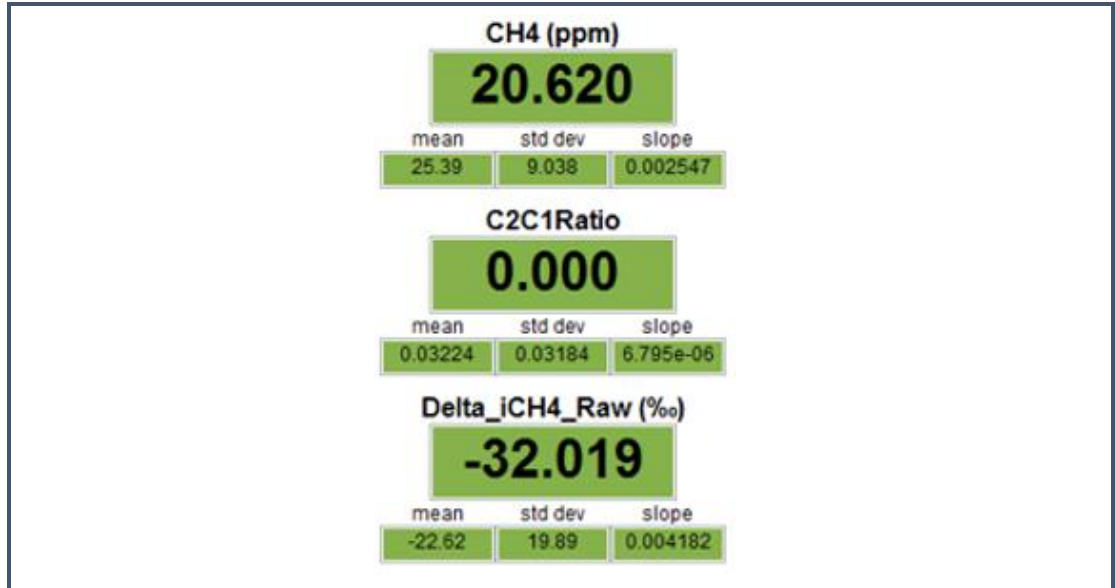 CH4 (ppm)
20.620
mean std dev slope
25.39 9.038 0.002547
C2C1Ratio
0.000
mean std dev slope
0.03224 0.03184 6.795e-06
Delta_iCH4_Raw (‰)
-32.019
mean std dev slope
-22.62 19.89 0.004182